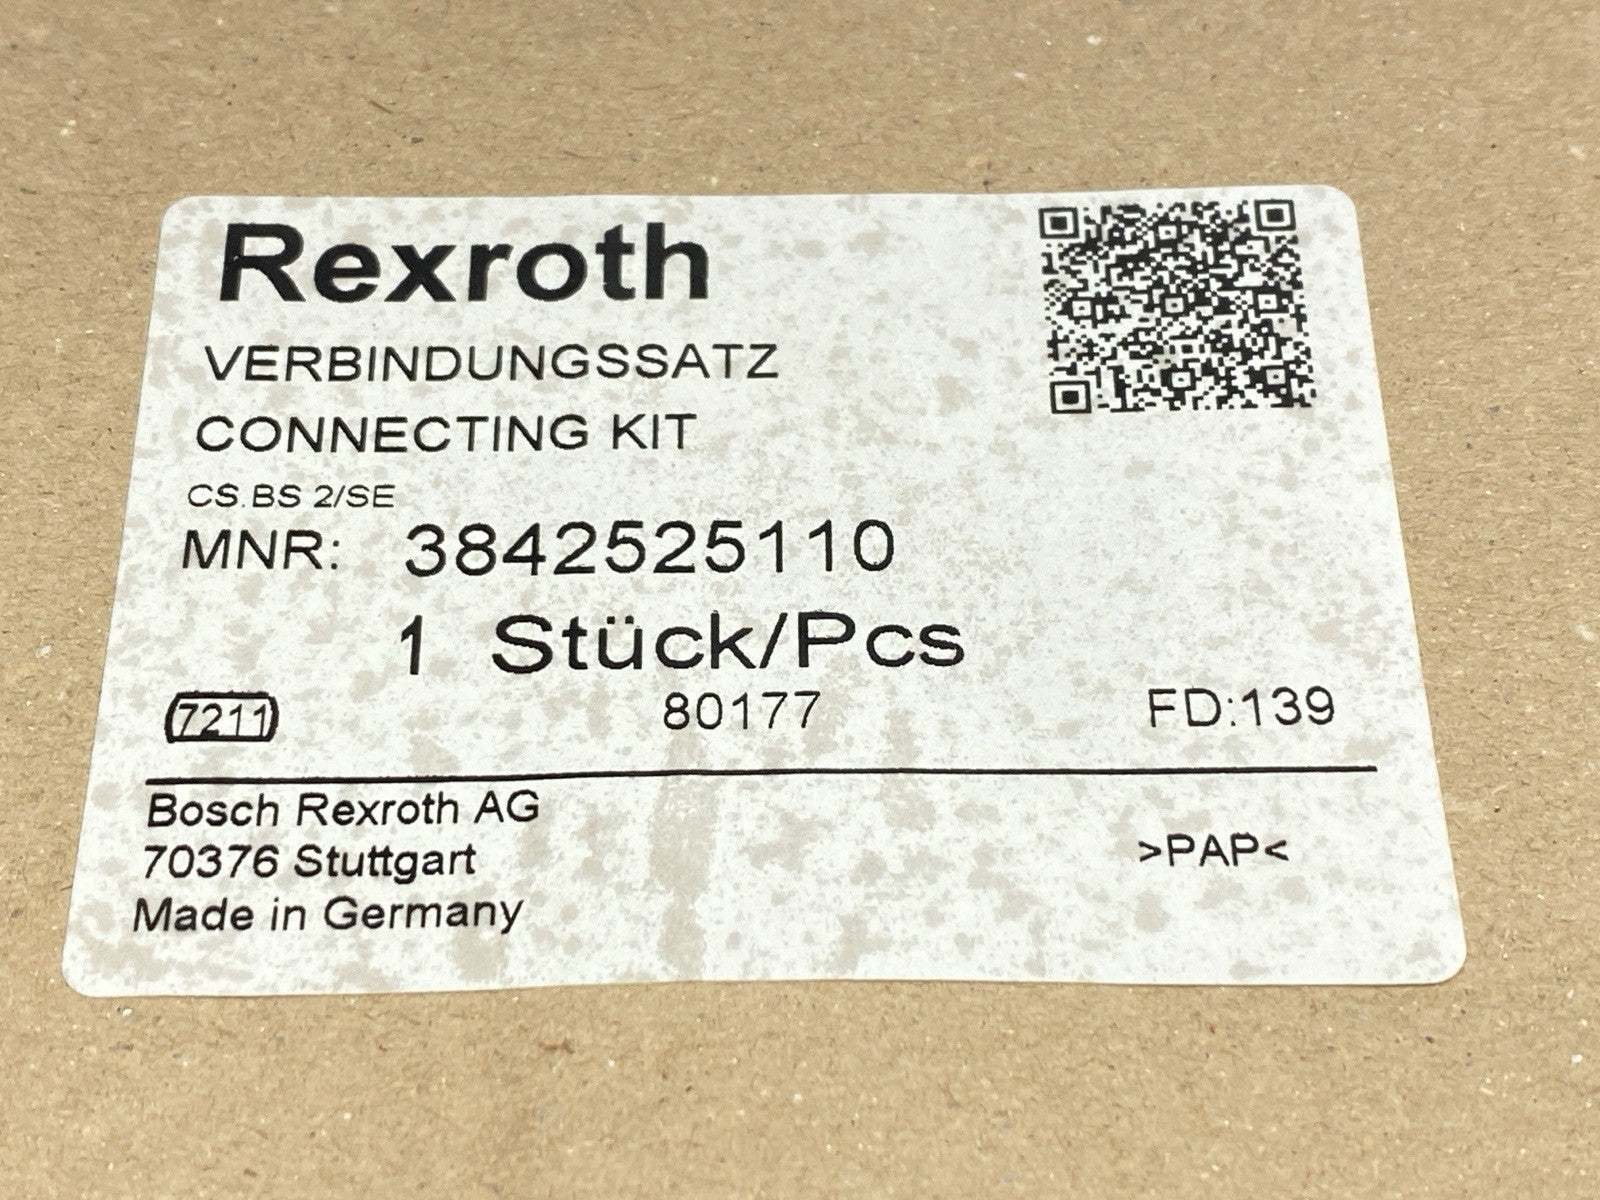 Rexroth
VERBINDUNGSSATZ
CONNECTING KIT
CS.BS 2/SE
MNR: 3842525110
1 Stück/Pcs
7211 80177 FD:139
Bosch Rexroth AG
70376 Stuttgart
>PAP<
Made in Germany